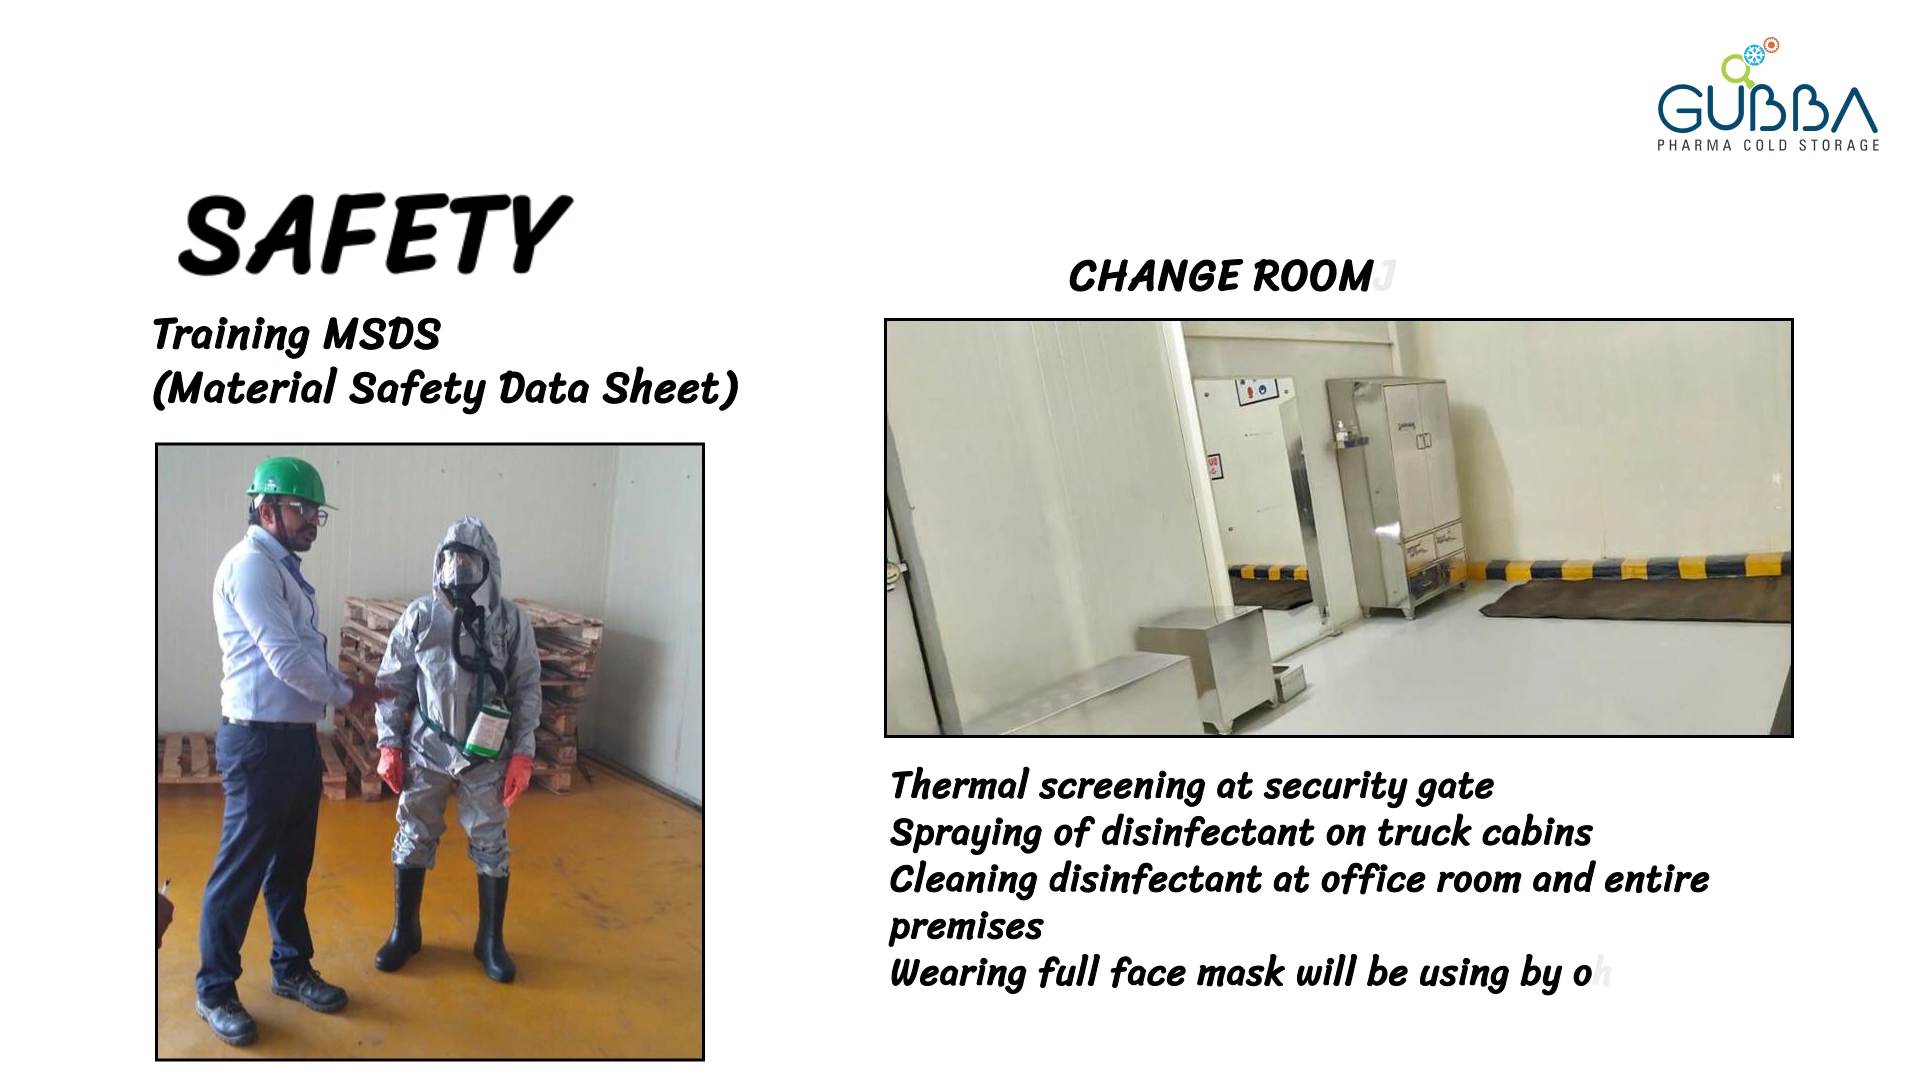 GUBBA
PHARMA COLD STORAGE
SAFETY
Training MSDS
(Material Safety Data Sheet)
CHANGE ROOM
Thermal screening at security gate
Spraying of disinfectant on truck cabins
Cleaning disinfectant at office room and entire
premises
Wearing full face mask will be using by o